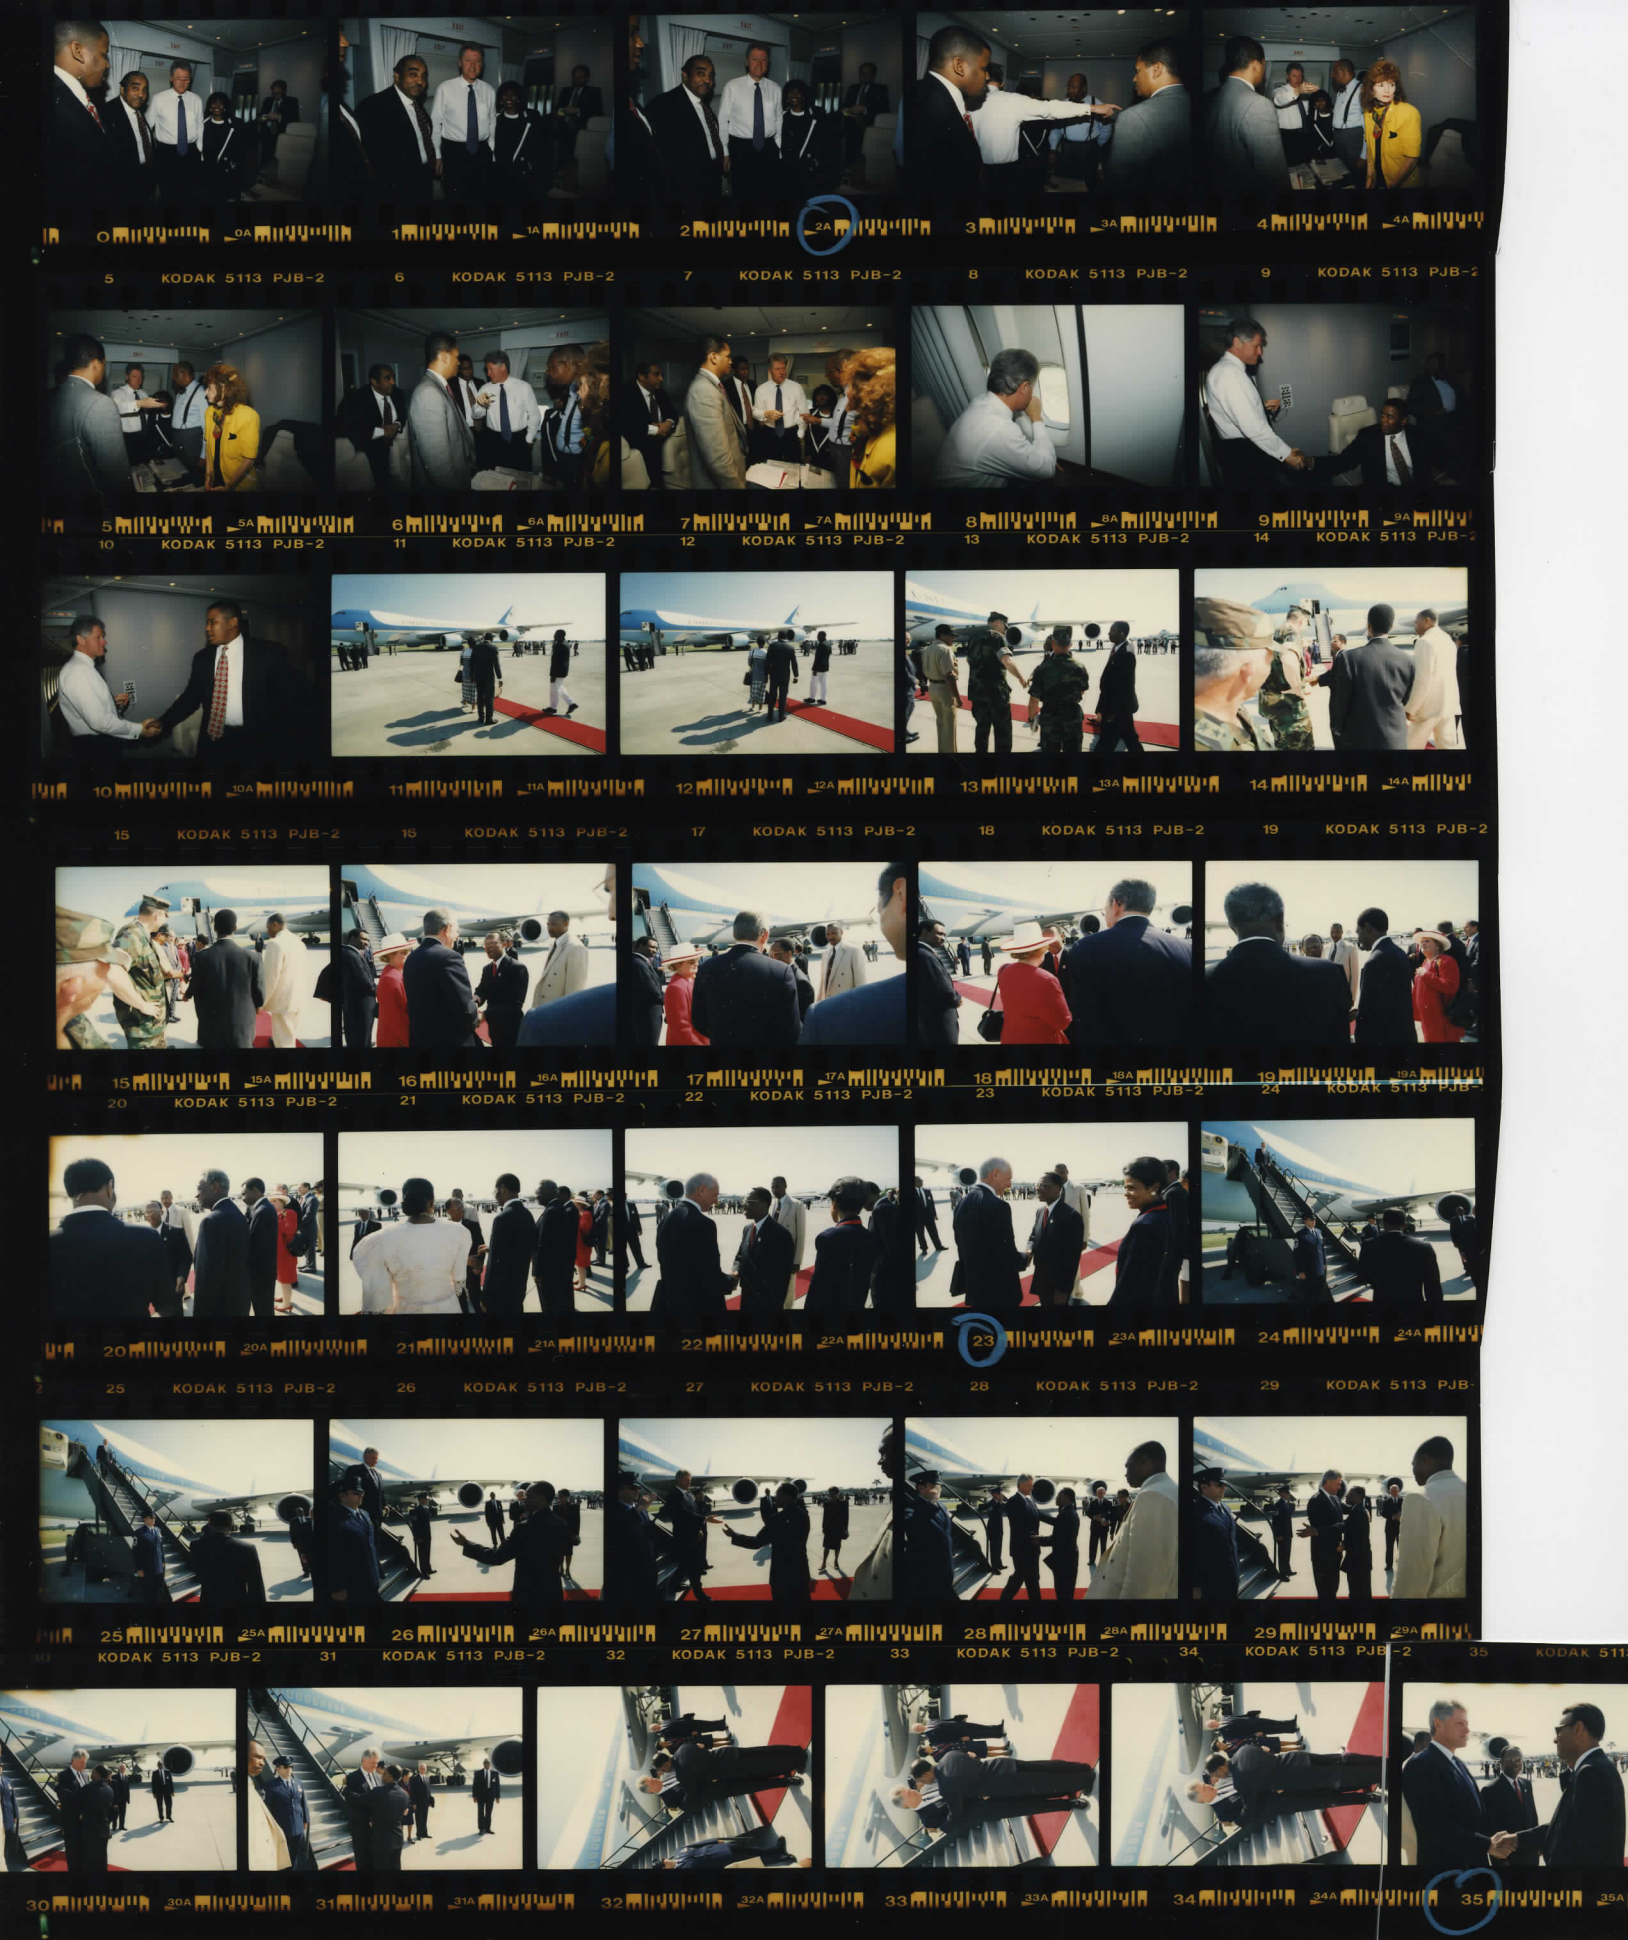 0 0A 1 1A 2 2A 3 3A 4 4A
5 KODAK 5113 PJB-2 6 KODAK 5113 PJB-2 7 KODAK 5113 PJB-2 8 KODAK 5113 PJB-2 9 KODAK 5113 PJB-2
5 5A 6 6A 7 7A 8 8A 9 9A
10 KODAK 5113 PJB-2 11 KODAK 5113 PJB-2 12 KODAK 5113 PJB-2 13 KODAK 5113 PJB-2 14 KODAK 5113 PJB-2
10 10A 11 11A 12 12A 13 13A 14 14A
15 KODAK 5113 PJB-2 16 KODAK 5113 PJB-2 17 KODAK 5113 PJB-2 18 KODAK 5113 PJB-2 19 KODAK 5113 PJB-2
15 15A 16 16A 17 17A 18 18A 19 19A
20 KODAK 5113 PJB-2 21 KODAK 5113 PJB-2 22 KODAK 5113 PJB-2 23 KODAK 5113 PJB-2 24 KODAK 5113 PJB-
20 20A 21 21A 22 22A 23 23A 24 24A
2 25 KODAK 5113 PJB-2 26 KODAK 5113 PJB-2 27 KODAK 5113 PJB-2 28 KODAK 5113 PJB-2 29 KODAK 5113 PJB-
25 25A 26 26A 27 27A 28 28A 29 29A
30 KODAK 5113 PJB-2 31 KODAK 5113 PJB-2 32 KODAK 5113 PJB-2 33 KODAK 5113 PJB-2 34 KODAK 5113 PJB-2 35 KODAK 511
30 30A 31 31A 32 32A 33 33A 34 34A 35 35A